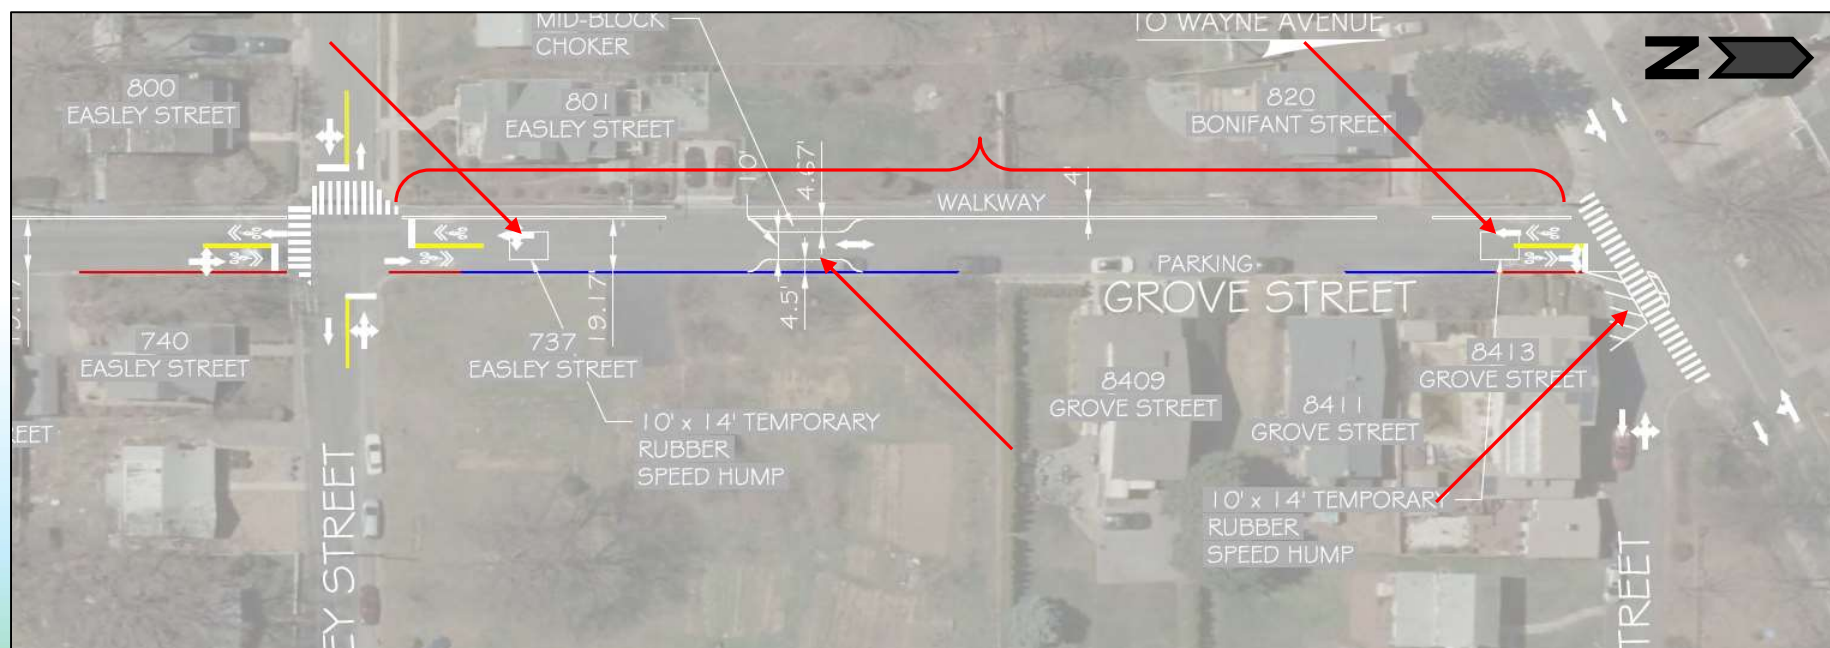 MID-BLOCK
CHOKER
TO WAYNE AVENUE
N
800
EASLEY STREET
801
EASLEY STREET
820
BONIFANT STREET
10'
4.67'
4'
WALKWAY
PARKING
GROVE STREET
19.17'
4.5'
740
EASLEY STREET
737
EASLEY STREET
8409
GROVE STREET
8411
GROVE STREET
8413
GROVE STREET
10' x 14' TEMPORARY
RUBBER
SPEED HUMP
10' x 14' TEMPORARY
RUBBER
SPEED HUMP
STREET